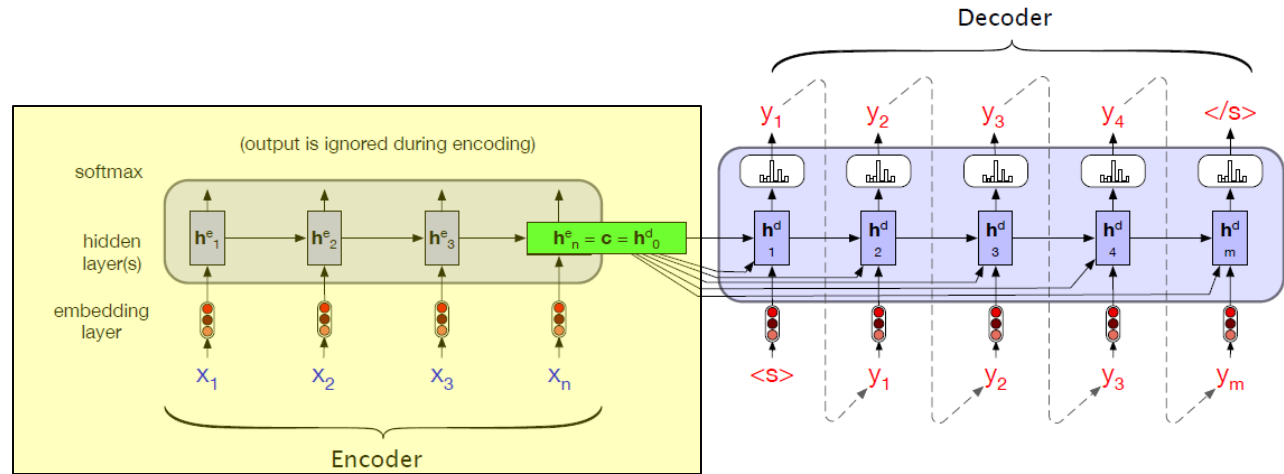 Decoder
y1 y2 y3 y4 </s>
(output is ignored during encoding)
softmax
hidden
layer(s)
he1 he2 he3 hen = c = hd0 hd1 hd2 hd3 hd4 hdm
embedding
layer
x1 x2 x3 xn <s> y1 y2 y3 ym
Encoder